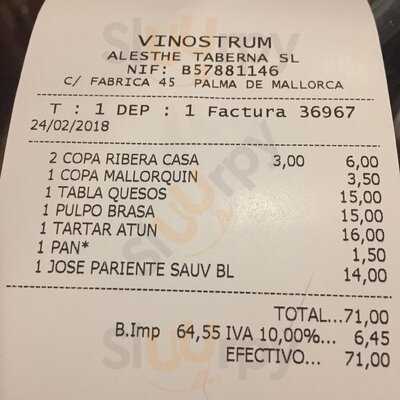 VINOSTRUM
ALESTHE TABERNA SL
NIF: B57881146
C/ FABRICA 45 PALMA DE MALLORCA
T : 1 DEP : 1 Factura 36967
24/02/2018
2 COPA RIBERA CASA 3,00 6,00
1 COPA MALLORQUIN 3,50
1 TABLA QUESOS 15,00
1 PULPO BRASA 15,00
1 TARTAR ATUN 16,00
1 PAN* 1,50
1 JOSE PARIENTE SAUV BL 14,00
TOTAL...71,00
B.Imp 64,55 IVA 10,00%... 6,45
EFECTIVO... 71,00
Sluurpy
Sluurpy
Sluurpy